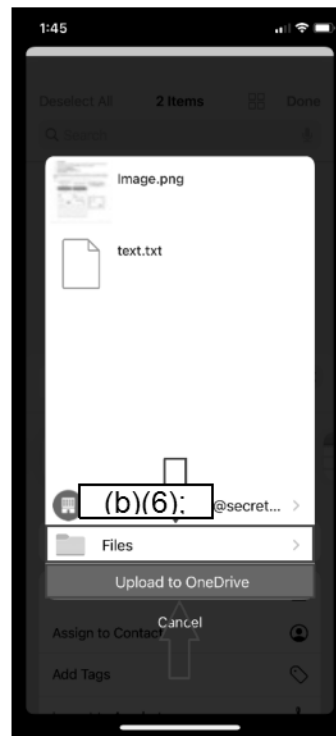 1:45
Deselect All 2 Items Done
Search
Image.png
text.txt
(b)(6); @secret...
Files
Upload to OneDrive
Cancel
Assign to Contact
Add Tags